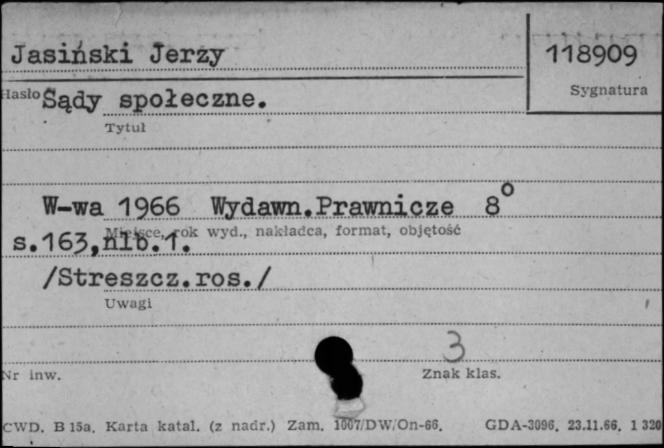 Jasiński Jerzy 118909
Hasło Sygnatura
Sądy społeczne.
Tytuł
W-wa 1966 Wydawn.Prawnicze 8°
Miejsce, rok wyd., nakładca, format, objętość
s.163,nlb.1.
/Streszcz.ros./
Uwagi
3
Nr inw. Znak klas.
CWD. B 15a. Karta katal. (z nadr.) Zam. 1007/DW/On-66. GDA-3096, 23.11.66. 1 320